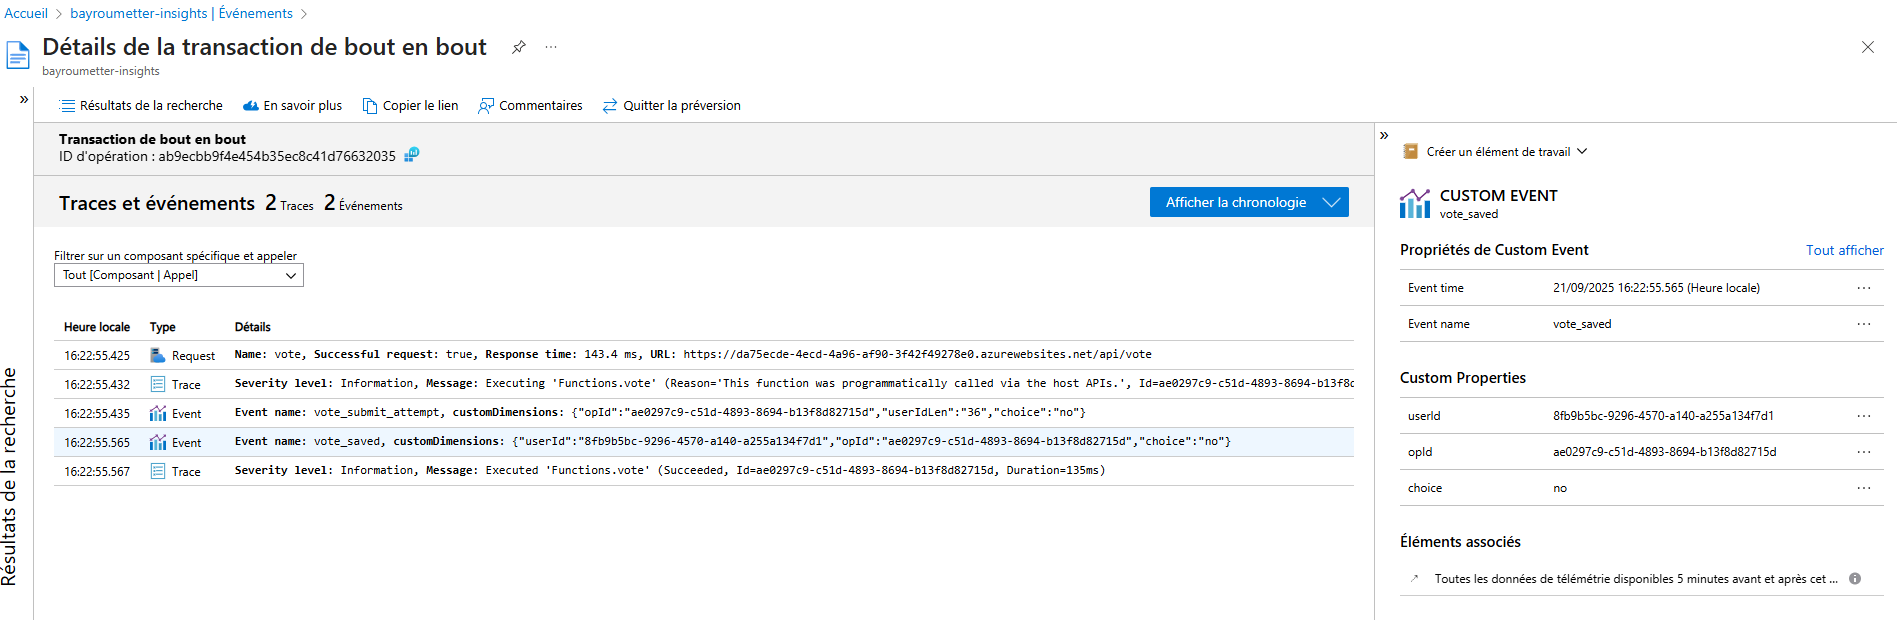 Accueil > bayroumetter-insights | Événements >
Détails de la transaction de bout en bout
bayroumetter-insights
Résultats de la recherche En savoir plus Copier le lien Commentaires Quitter la préversion
Transaction de bout en bout
ID d'opération : ab9ecbb9f4e454b35ec8c41d76632035
Traces et événements 2 Traces 2 Événements
Afficher la chronologie
Filtrer sur un composant spécifique et appeler
Tout [Composant | Appel]
Heure locale Type Détails
16:22:55.425 Request Name: vote, Successful request: true, Response time: 143.4 ms, URL: https://da75ecde-4ecd-4a96-af90-3f42f49278e0.azurewebsites.net/api/vote
16:22:55.432 Trace Severity level: Information, Message: Executing 'Functions.vote' (Reason='This function was programmatically called via the host APIs.', Id=ae0297c9-c51d-4893-8694-b13f8d
16:22:55.435 Event Event name: vote_submit_attempt, customDimensions: {"opId":"ae0297c9-c51d-4893-8694-b13f8d82715d","userIdLen":"36","choice":"no"}
16:22:55.565 Event Event name: vote_saved, customDimensions: {"userId":"8fb9b5bc-9296-4570-a140-a255a134f7d1","opId":"ae0297c9-c51d-4893-8694-b13f8d82715d","choice":"no"}
16:22:55.567 Trace Severity level: Information, Message: Executed 'Functions.vote' (Succeeded, Id=ae0297c9-c51d-4893-8694-b13f8d82715d, Duration=135ms)
Résultats de la recherche
Créer un élément de travail
CUSTOM EVENT
vote_saved
Propriétés de Custom Event Tout afficher
Event time 21/09/2025 16:22:55.565 (Heure locale) ...
Event name vote_saved ...
Custom Properties
userId 8fb9b5bc-9296-4570-a140-a255a134f7d1 ...
opId ae0297c9-c51d-4893-8694-b13f8d82715d ...
choice no ...
Éléments associés
Toutes les données de télémétrie disponibles 5 minutes avant et après cet ...